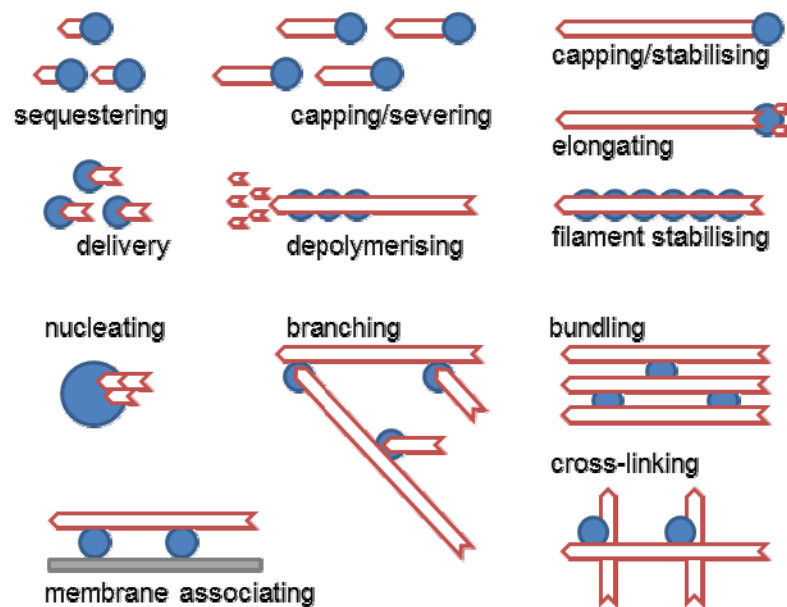 sequestering
capping/severing
capping/stabilising
elongating
delivery
depolymerising
filament stabilising
nucleating
branching
bundling
cross-linking
membrane associating